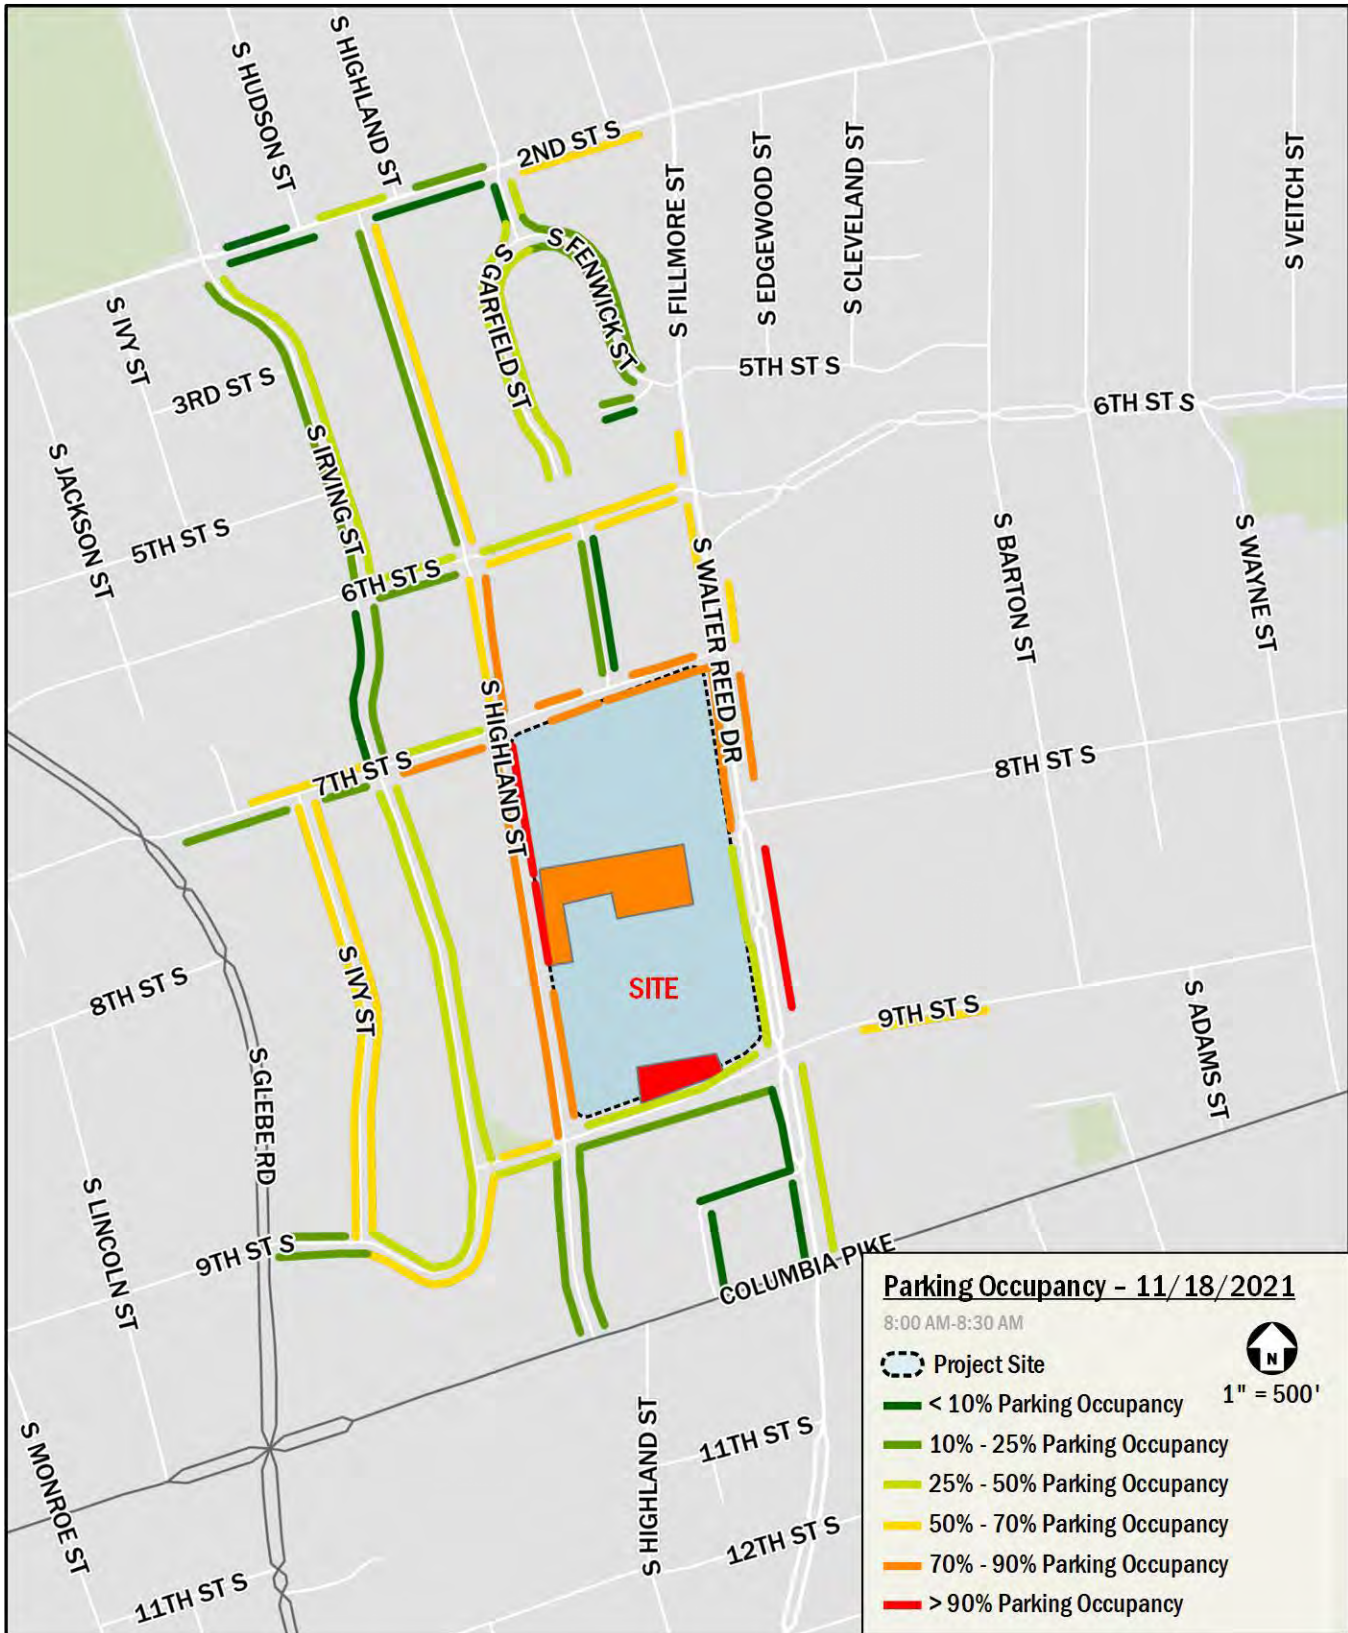 S HUDSON ST
S HIGHLAND ST
2ND ST S
S FILLMORE ST
S EDGEWOOD ST
S CLEVELAND ST
S VEITCH ST
S IVY ST
3RD ST S
S GARFIELD ST
S FENWICK ST
5TH ST S
6TH ST S
S JACKSON ST
S IRVING ST
5TH ST S
6TH ST S
S WALTER REED DR
S BARTON ST
S WAYNE ST
S HIGHLAND ST
7TH ST S
8TH ST S
8TH ST S
S IVY ST
SITE
9TH ST S
S ADAMS ST
S GLEBE RD
S LINCOLN ST
9TH ST S
COLUMBIA PIKE
S MONROE ST
11TH ST S
S HIGHLAND ST
11TH ST S
12TH ST S
Parking Occupancy – 11/18/2021
8:00 AM-8:30 AM
N
1" = 500'
Project Site
< 10% Parking Occupancy
10% - 25% Parking Occupancy
25% - 50% Parking Occupancy
50% - 70% Parking Occupancy
70% - 90% Parking Occupancy
> 90% Parking Occupancy